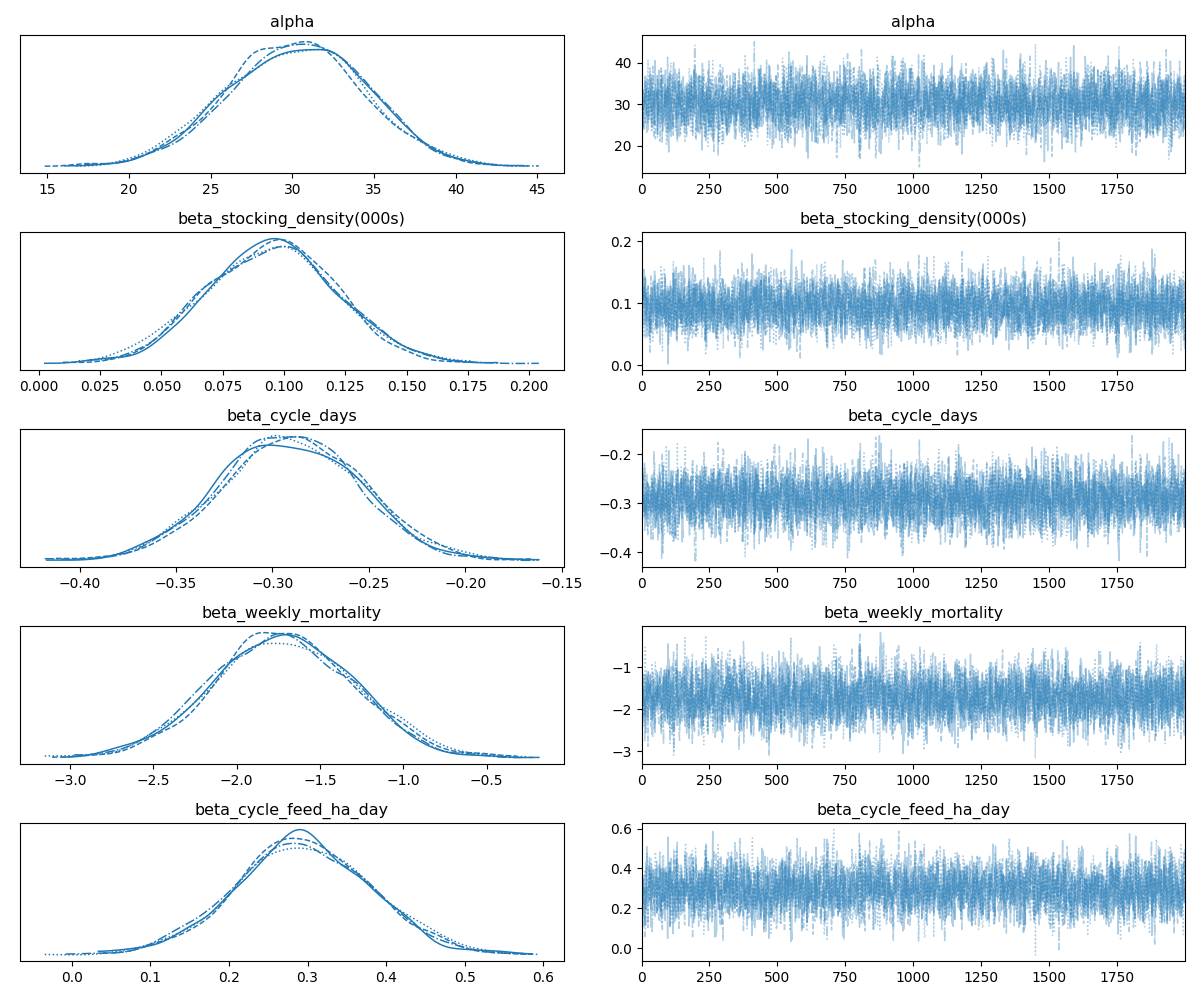 alpha
15 20 25 30 35 40 45
alpha
40
30
20
0 250 500 750 1000 1250 1500 1750
beta_stocking_density(000s)
0.000 0.025 0.050 0.075 0.100 0.125 0.150 0.175 0.200
beta_stocking_density(000s)
0.2
0.1
0.0
0 250 500 750 1000 1250 1500 1750
beta_cycle_days
−0.40 −0.35 −0.30 −0.25 −0.20 −0.15
beta_cycle_days
−0.2
−0.3
−0.4
0 250 500 750 1000 1250 1500 1750
beta_weekly_mortality
−3.0 −2.5 −2.0 −1.5 −1.0 −0.5
beta_weekly_mortality
−1
−2
−3
0 250 500 750 1000 1250 1500 1750
beta_cycle_feed_ha_day
0.0 0.1 0.2 0.3 0.4 0.5 0.6
beta_cycle_feed_ha_day
0.6
0.4
0.2
0.0
0 250 500 750 1000 1250 1500 1750